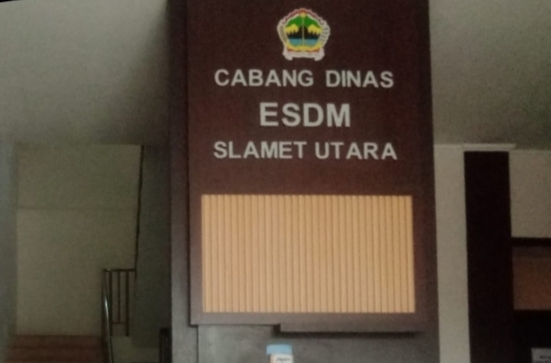 CABANG DINAS
ESDM
SLAMET UTARA